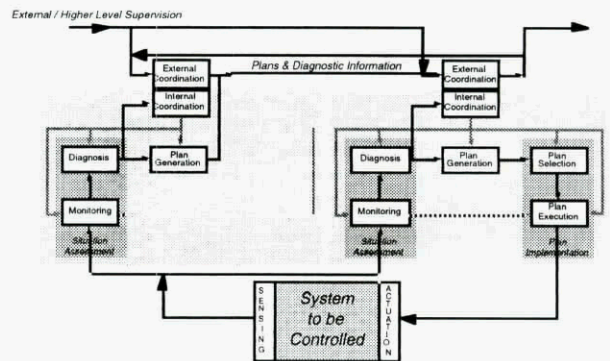 External / Higher Level Supervision
Plans & Diagnostic Information
External
Coordination
Internal
Coordination
Diagnosis
Plan
Generation
Monitoring
Situation
Assessment
External
Coordination
Internal
Coordination
Diagnosis
Plan
Generation
Plan
Selection
Monitoring
Plan
Execution
Situation
Assessment
Plan
Implementation
SENSING
System
to be
Controlled
ACTUATION